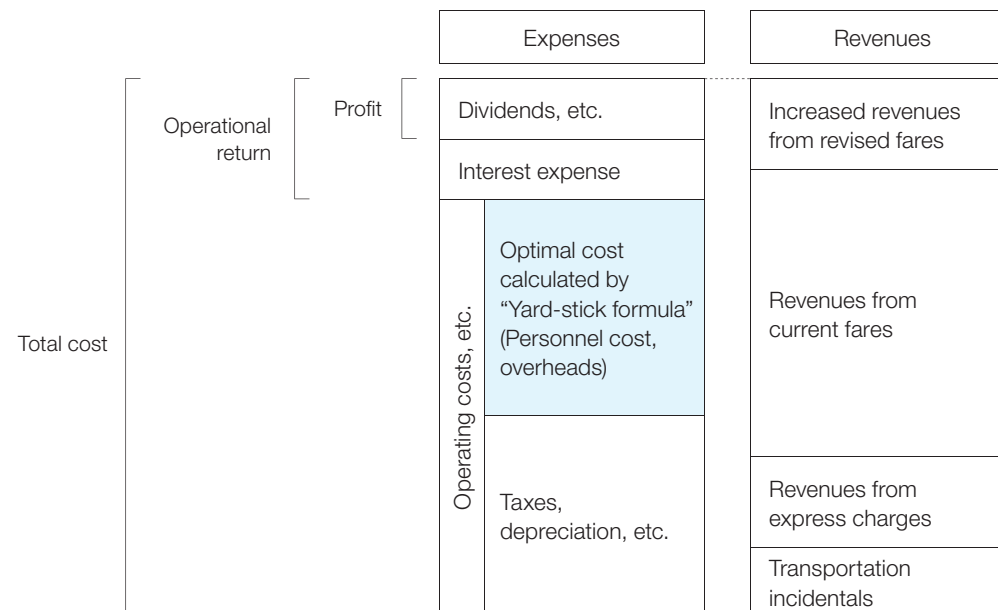 Expenses
Revenues
Total cost
Operational
return
Profit
Dividends, etc.
Interest expense
Operating costs, etc.
Optimal cost
calculated by
“Yard-stick formula”
(Personnel cost,
overheads)
Taxes,
depreciation, etc.
Increased revenues
from revised fares
Revenues from
current fares
Revenues from
express charges
Transportation
incidentals